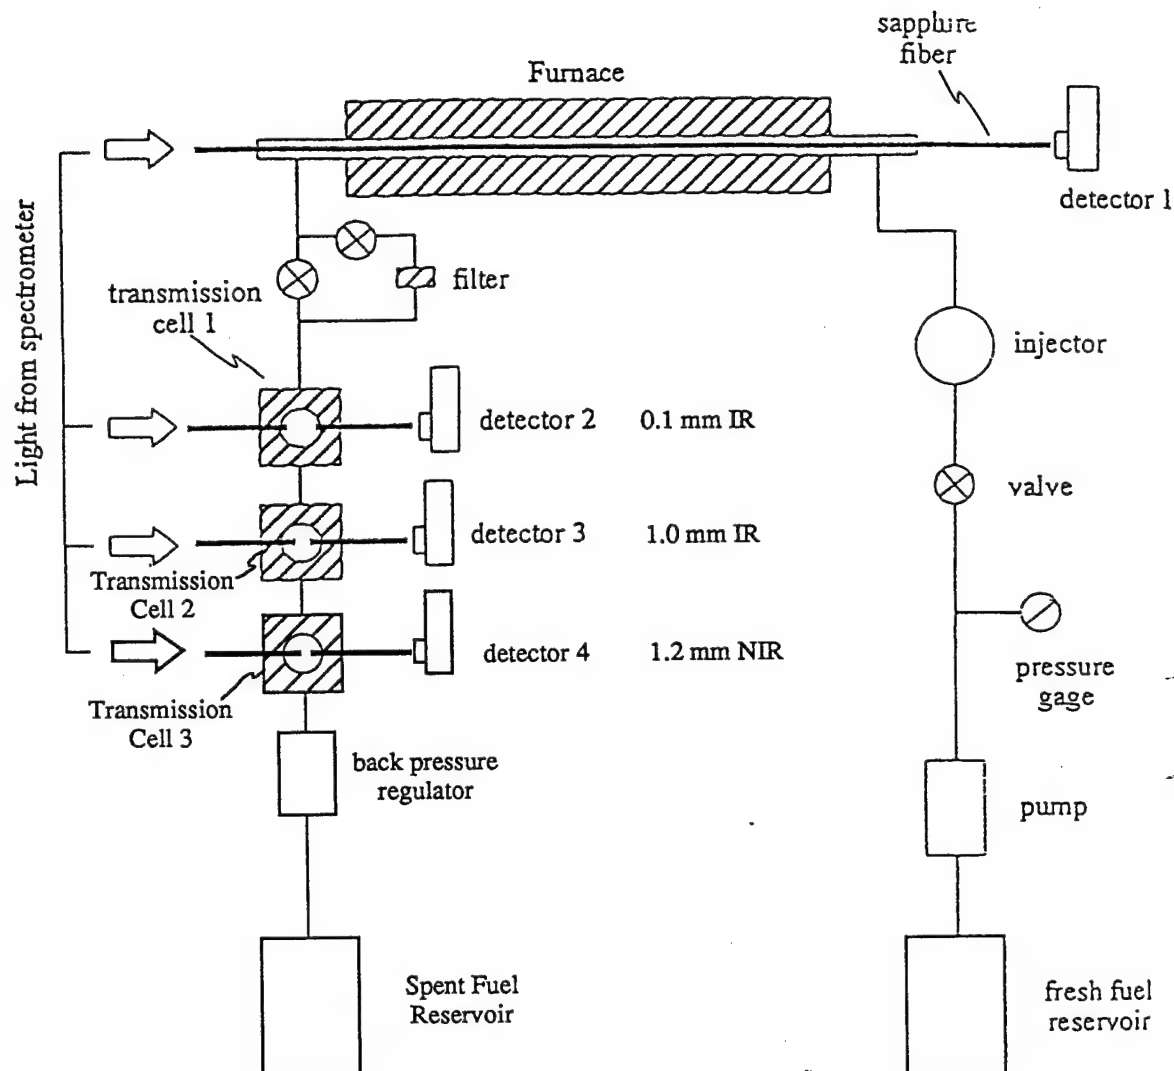 sapphire
fiber
Furnace
detector 1
Light from spectrometer
filter
transmission
cell 1
injector
detector 2 0.1 mm IR
valve
detector 3 1.0 mm IR
Transmission
Cell 2
detector 4 1.2 mm NIR
pressure
gage
Transmission
Cell 3
back pressure
regulator
pump
Spent Fuel
Reservoir
fresh fuel
reservoir